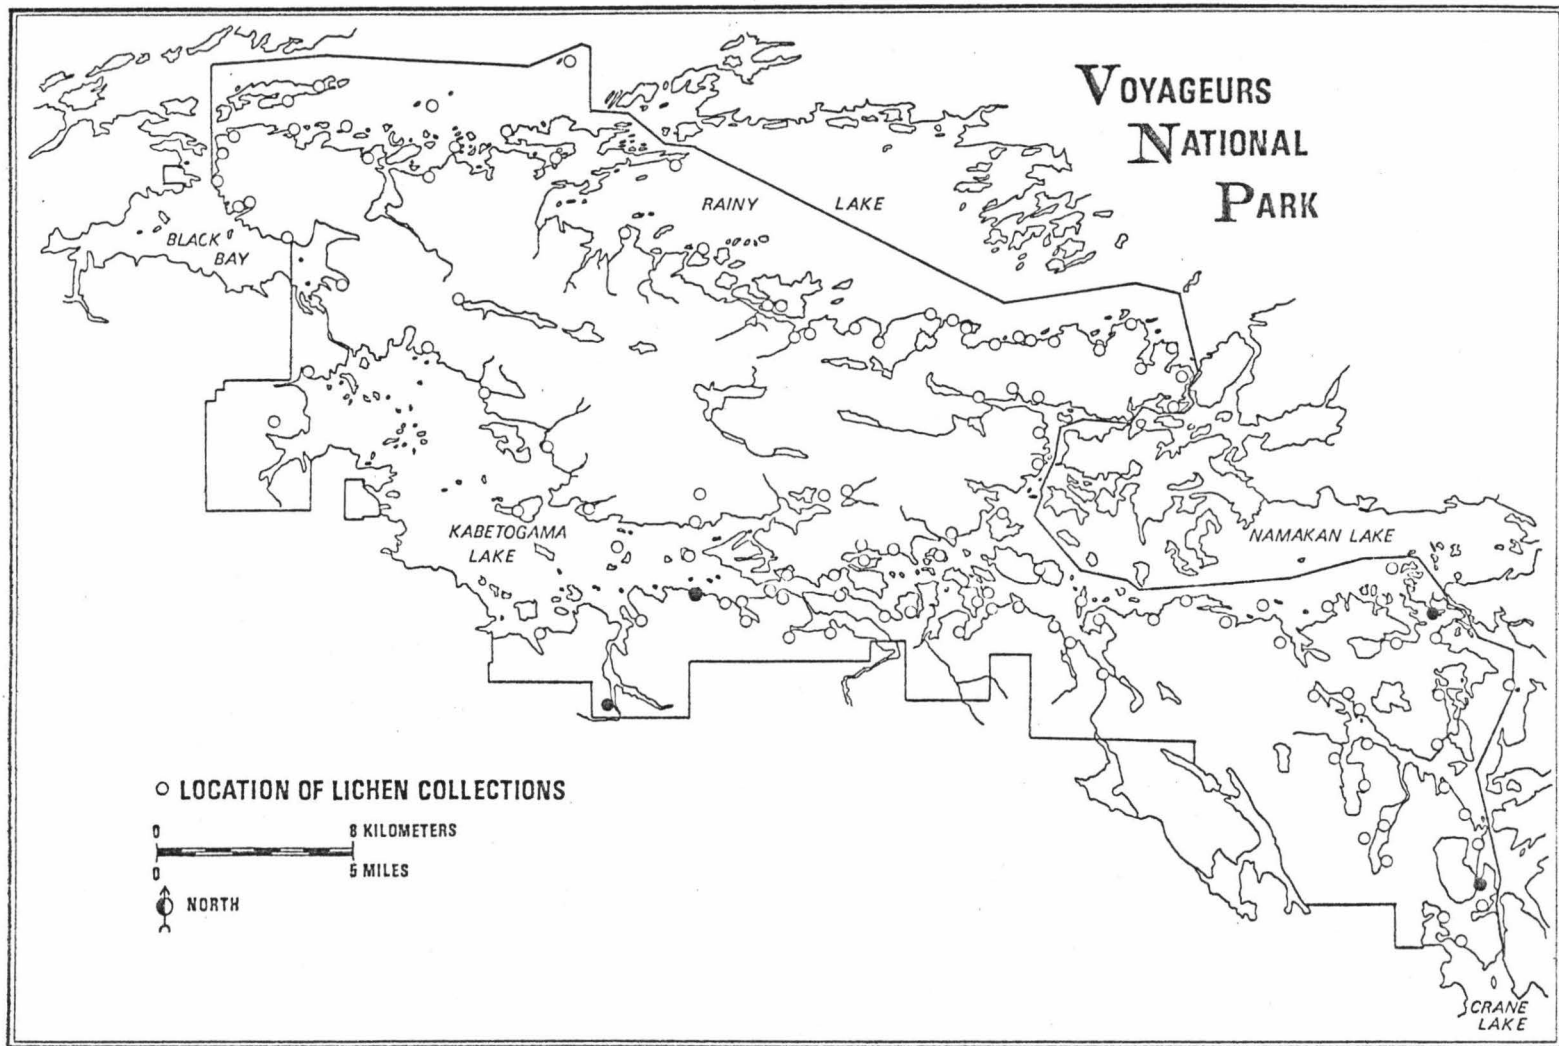 VOYAGEURS
NATIONAL
PARK
RAINY LAKE
BLACK
BAY
KABETOGAMA
LAKE
NAMAKAN LAKE
○ LOCATION OF LICHEN COLLECTIONS
0 8 KILOMETERS
0 5 MILES
NORTH
CRANE
LAKE